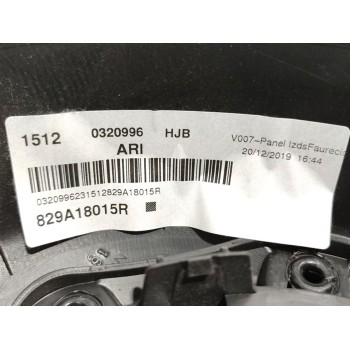 1512 0320996 HJB
ARI
V007-Panel IzdsFaurecia
20/12/2019 16:44
0320996231512829A18015R
829A18015R